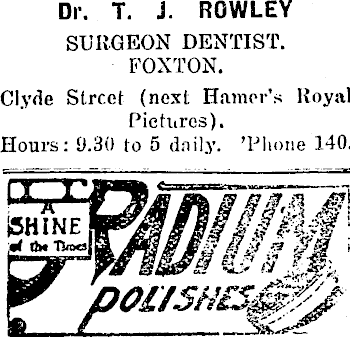 Dr. T. J. ROWLEY
SURGEON DENTIST.
FOXTON.
Clyde Street (next Hamer's Royal
Pictures).
Hours: 9.30 to 5 daily. 'Phone 140.
A
SHINE
of the Times
RADIUM
POLISHES